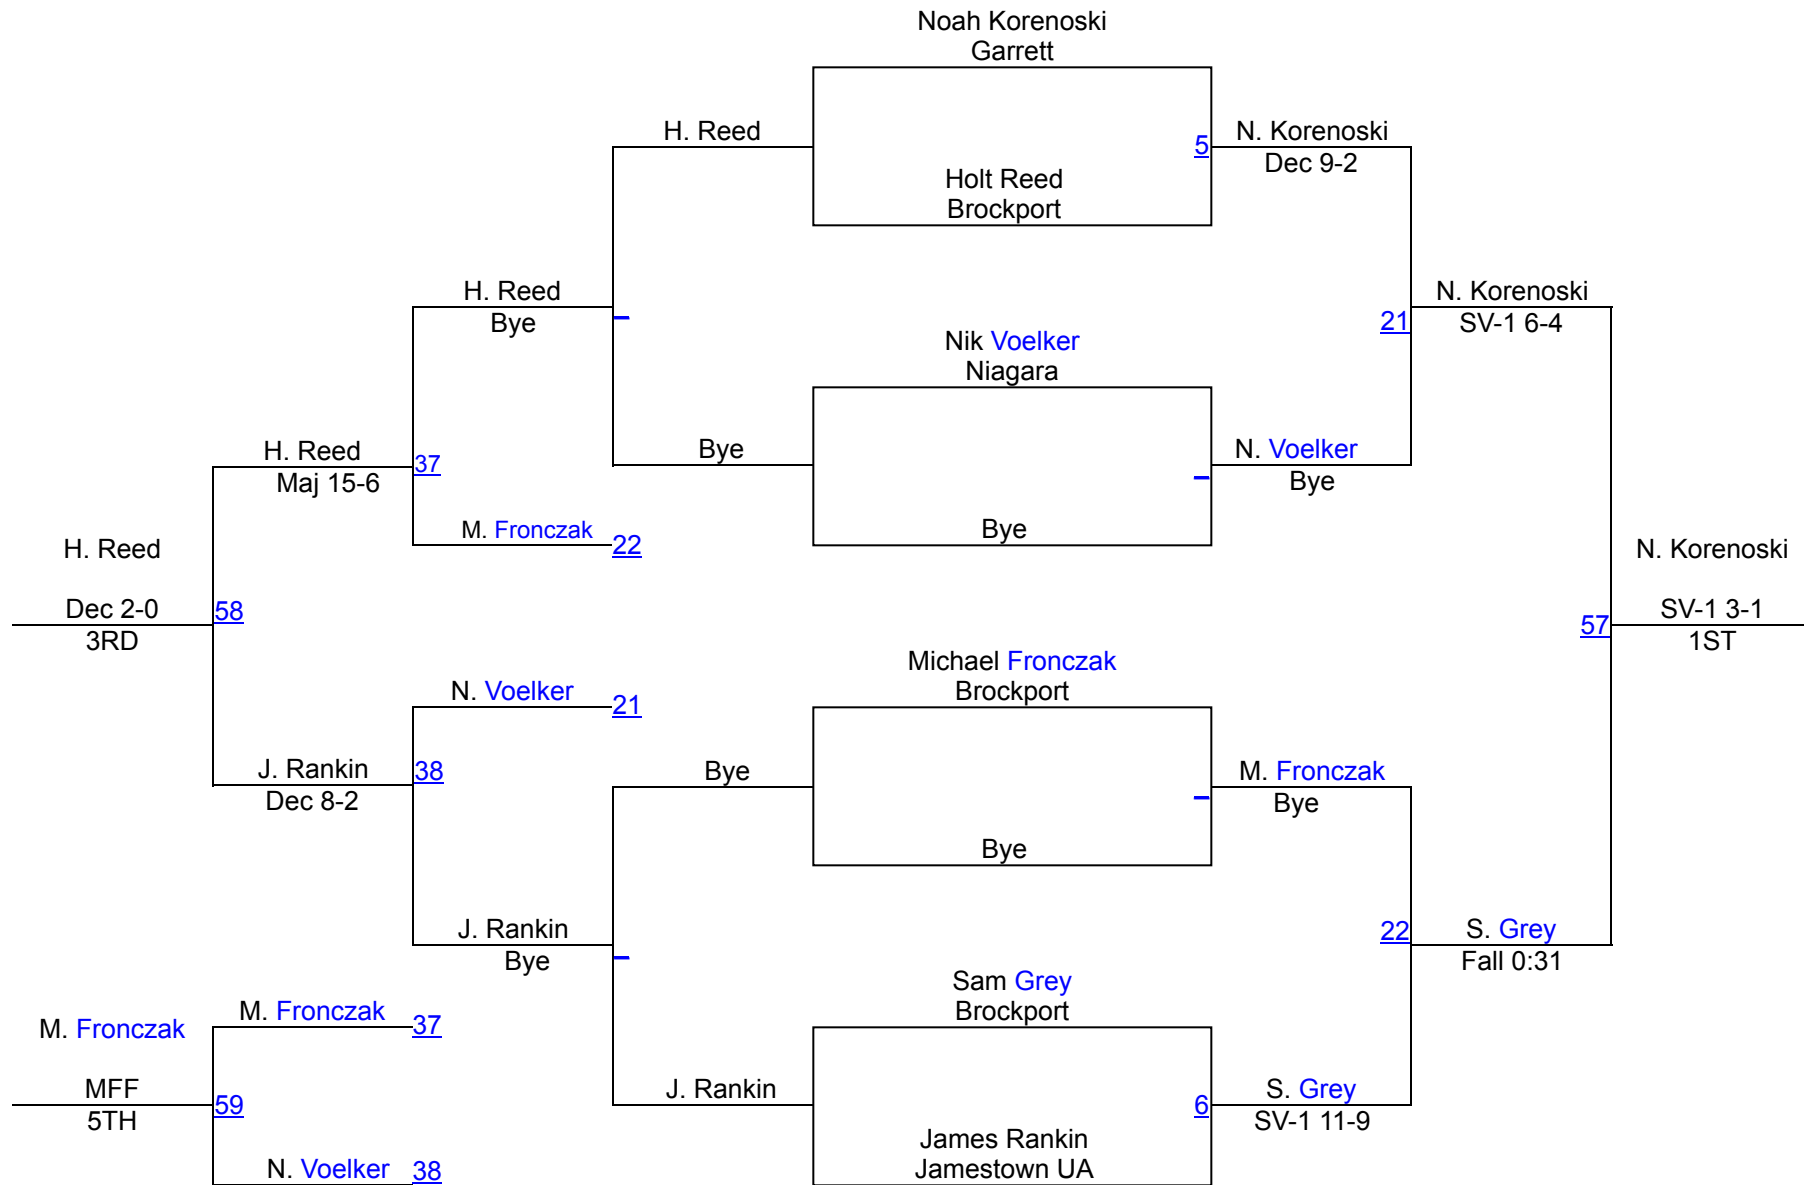 Noah Korenoski
Garrett
H. Reed
5
N. Korenoski
Dec 9-2
Holt Reed
Brockport
H. Reed
Bye
N. Korenoski
21
SV-1 6-4
Nik Voelker
Niagara
H. Reed
37
Maj 15-6
Bye
N. Voelker
Bye
M. Fronczak
22
Bye
H. Reed
N. Korenoski
Dec 2-0
58
3RD
57
SV-1 3-1
1ST
Michael Fronczak
Brockport
N. Voelker
21
J. Rankin
38
Dec 8-2
Bye
M. Fronczak
Bye
Bye
J. Rankin
Bye
22
S. Grey
Fall 0:31
Sam Grey
Brockport
M. Fronczak
M. Fronczak
37
MFF
59
5TH
J. Rankin
6
S. Grey
SV-1 11-9
James Rankin
Jamestown UA
N. Voelker
38